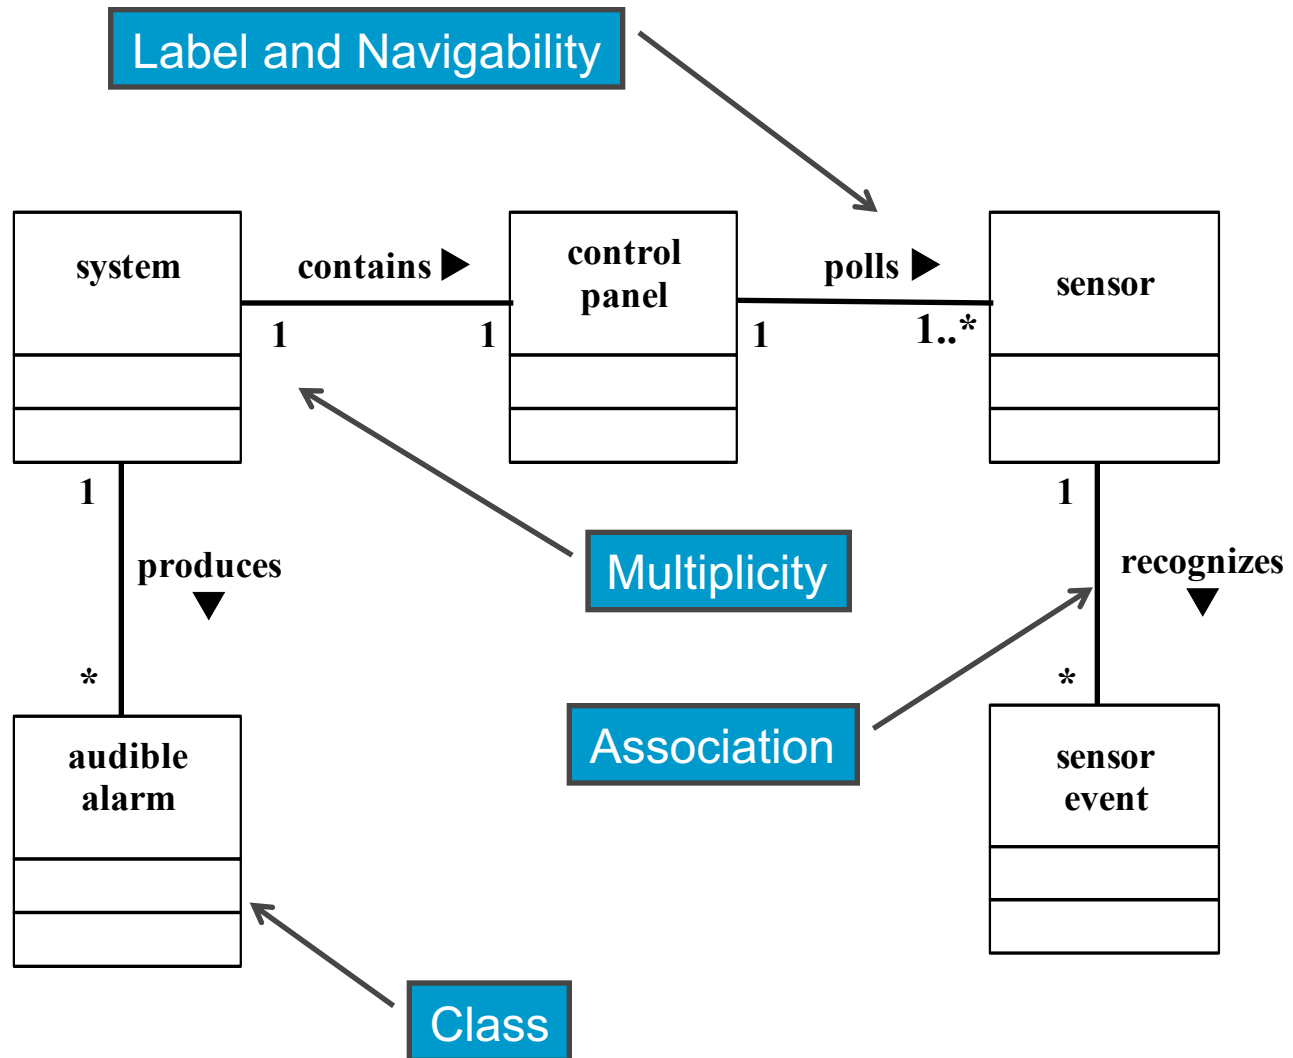 Label and Navigability
system
contains ▶
control
panel
polls ▶
sensor
1
1
1
1..*
1
produces
▼
*
Multiplicity
1
recognizes
▼
*
Association
audible
alarm
sensor
event
Class